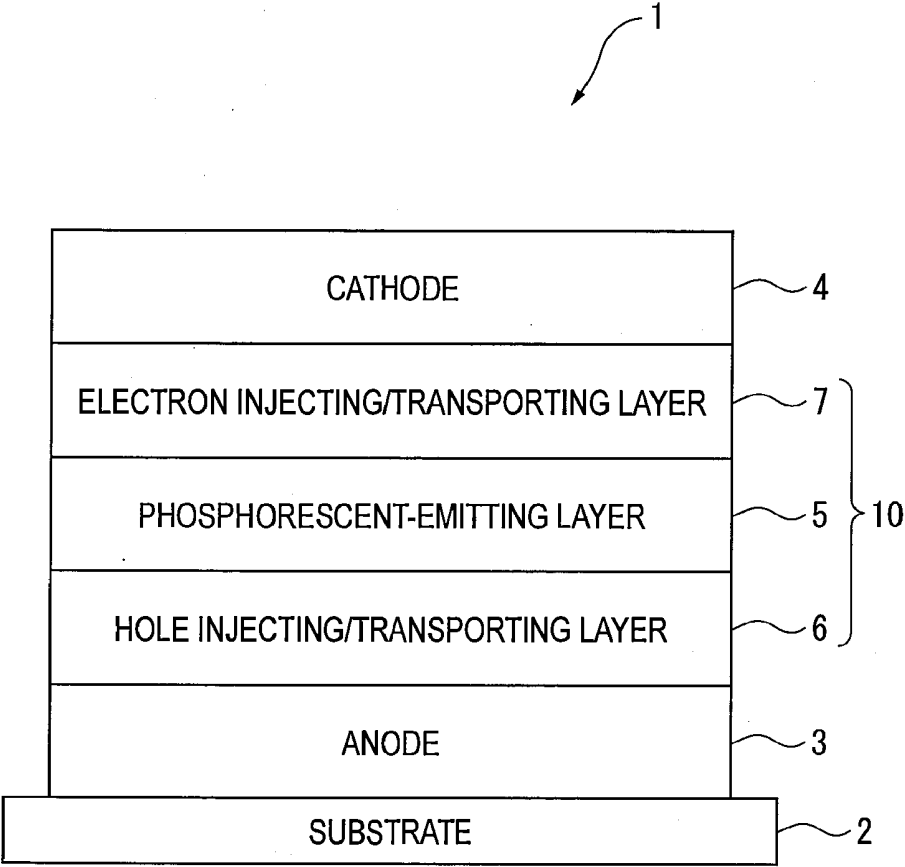 1
CATHODE 4
ELECTRON INJECTING/TRANSPORTING LAYER 7
PHOSPHORESCENT-EMITTING LAYER 5 10
HOLE INJECTING/TRANSPORTING LAYER 6
ANODE 3
SUBSTRATE 2